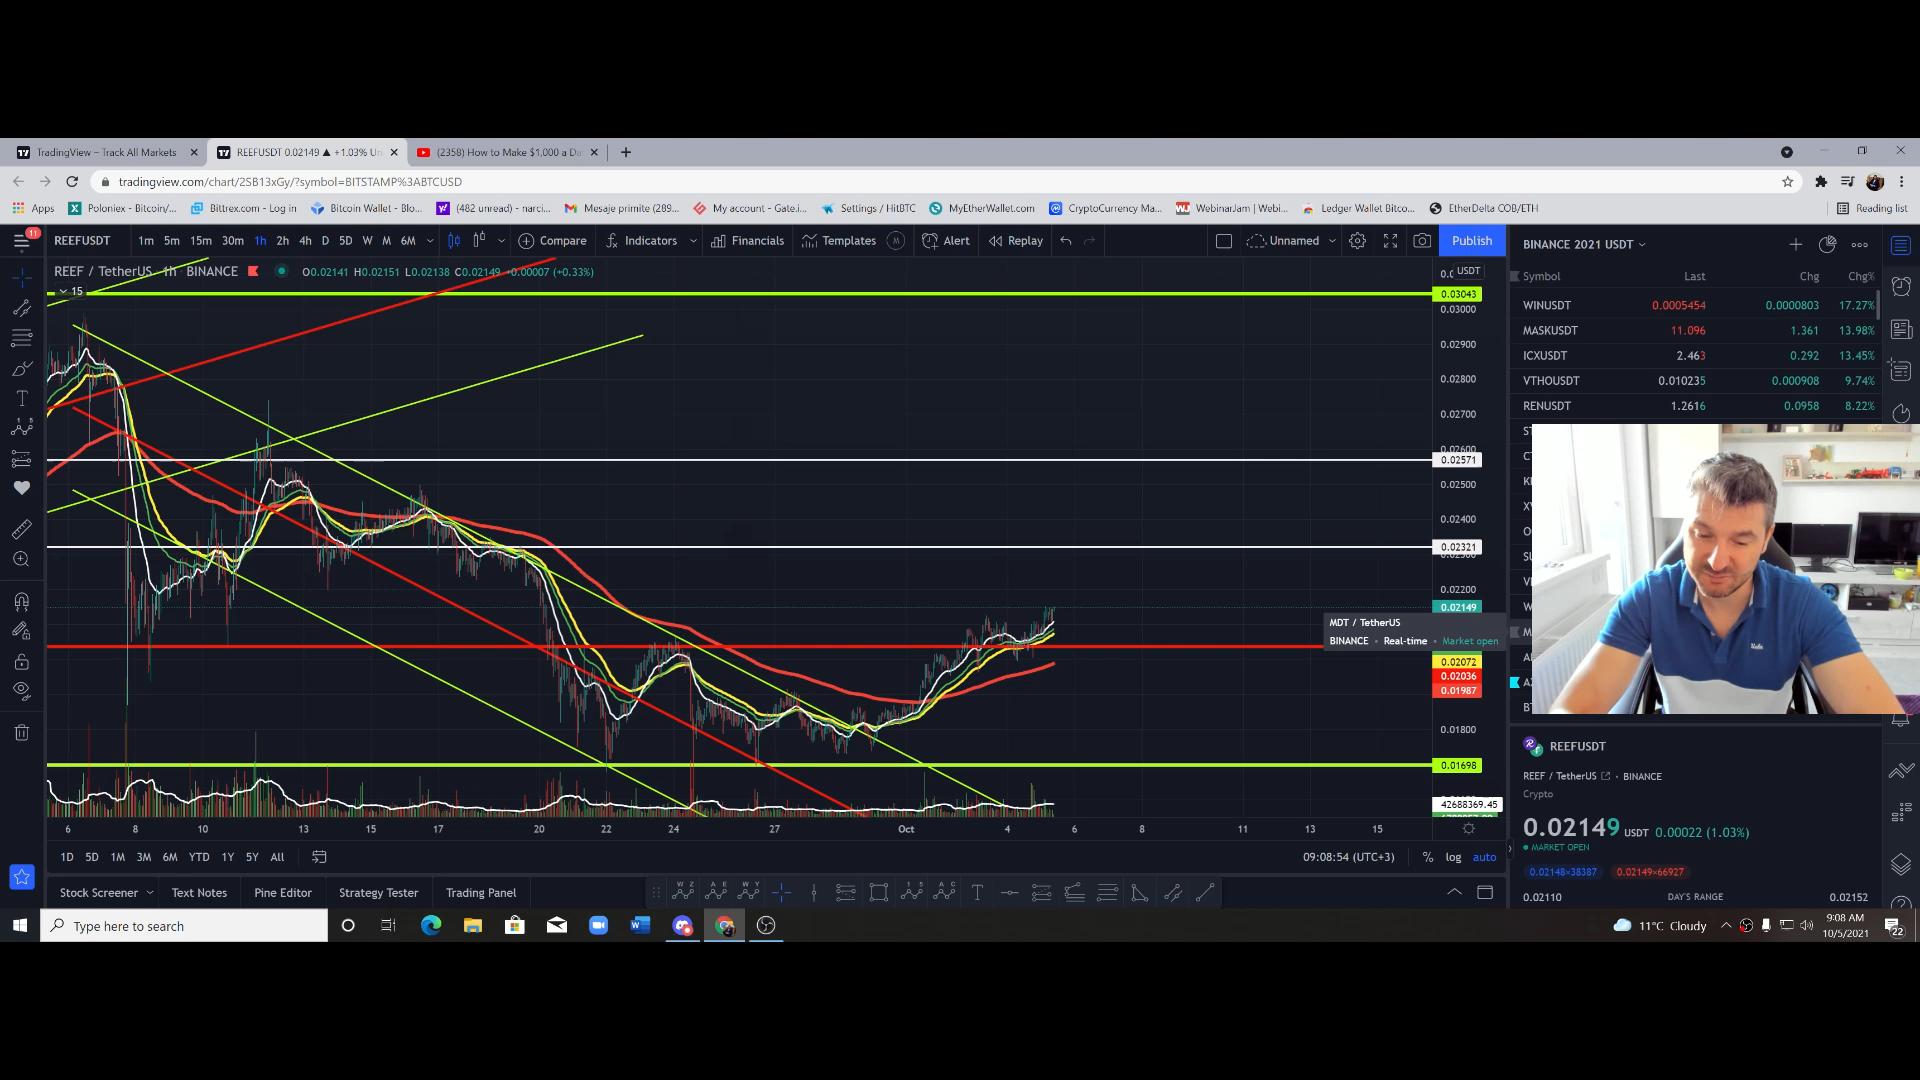 TradingView – Track All Markets
REEFUSDT 0.02149 ▲ +1.03% Un
(2358) How to Make $1,000 a Da
tradingview.com/chart/2SB13xGy/?symbol=BITSTAMP%3ABTCUSD
Apps
Poloniex - Bitcoin/...
Bittrex.com - Log in
Bitcoin Wallet - Blo...
(482 unread) - narci...
Mesaje primite (289...
My account - Gate.i...
Settings / HitBTC
MyEtherWallet.com
CryptoCurrency Ma...
WebinarJam | Webi...
Ledger Wallet Bitco...
EtherDelta COB/ETH
Reading list
11
REEFUSDT 1m 5m 15m 30m 1h 2h 4h D 5D W M 6M
Compare Indicators Financials Templates M Alert Replay
Unnamed Publish
BINANCE 2021 USDT
REEF / TetherUS · 1h · BINANCE O0.02141 H0.02151 L0.02138 C0.02149 +0.00007 (+0.33%)
15
USDT
0.03043
0.03000
0.02900
0.02800
0.02700
0.02600
0.02571
0.02500
0.02400
0.02321
0.02300
0.02200
0.02149
MDT / TetherUS
BINANCE • Real-time • Market open
0.02072
0.02036
0.01987
0.01800
0.01698
42688369.45
6 8 10 13 15 17 20 22 24 27 Oct 4 6 8 11 13 15
1D 5D 1M 3M 6M YTD 1Y 5Y All
09:08:54 (UTC+3) % log auto
Stock Screener Text Notes Pine Editor Strategy Tester Trading Panel
Symbol Last Chg Chg%
WINUSDT 0.0005454 0.0000803 17.27%
MASKUSDT 11.096 1.361 13.98%
ICXUSDT 2.463 0.292 13.45%
VTHOUSDT 0.010235 0.000908 9.74%
RENUSDT 1.2616 0.0958 8.22%
REEFUSDT
REEF / TetherUS • BINANCE
Crypto
0.02149 USDT 0.00022 (1.03%)
MARKET OPEN
0.02148×38387 0.02149×66927
0.02110 DAY'S RANGE 0.02152
Type here to search
11°C Cloudy
9:08 AM
10/5/2021
22